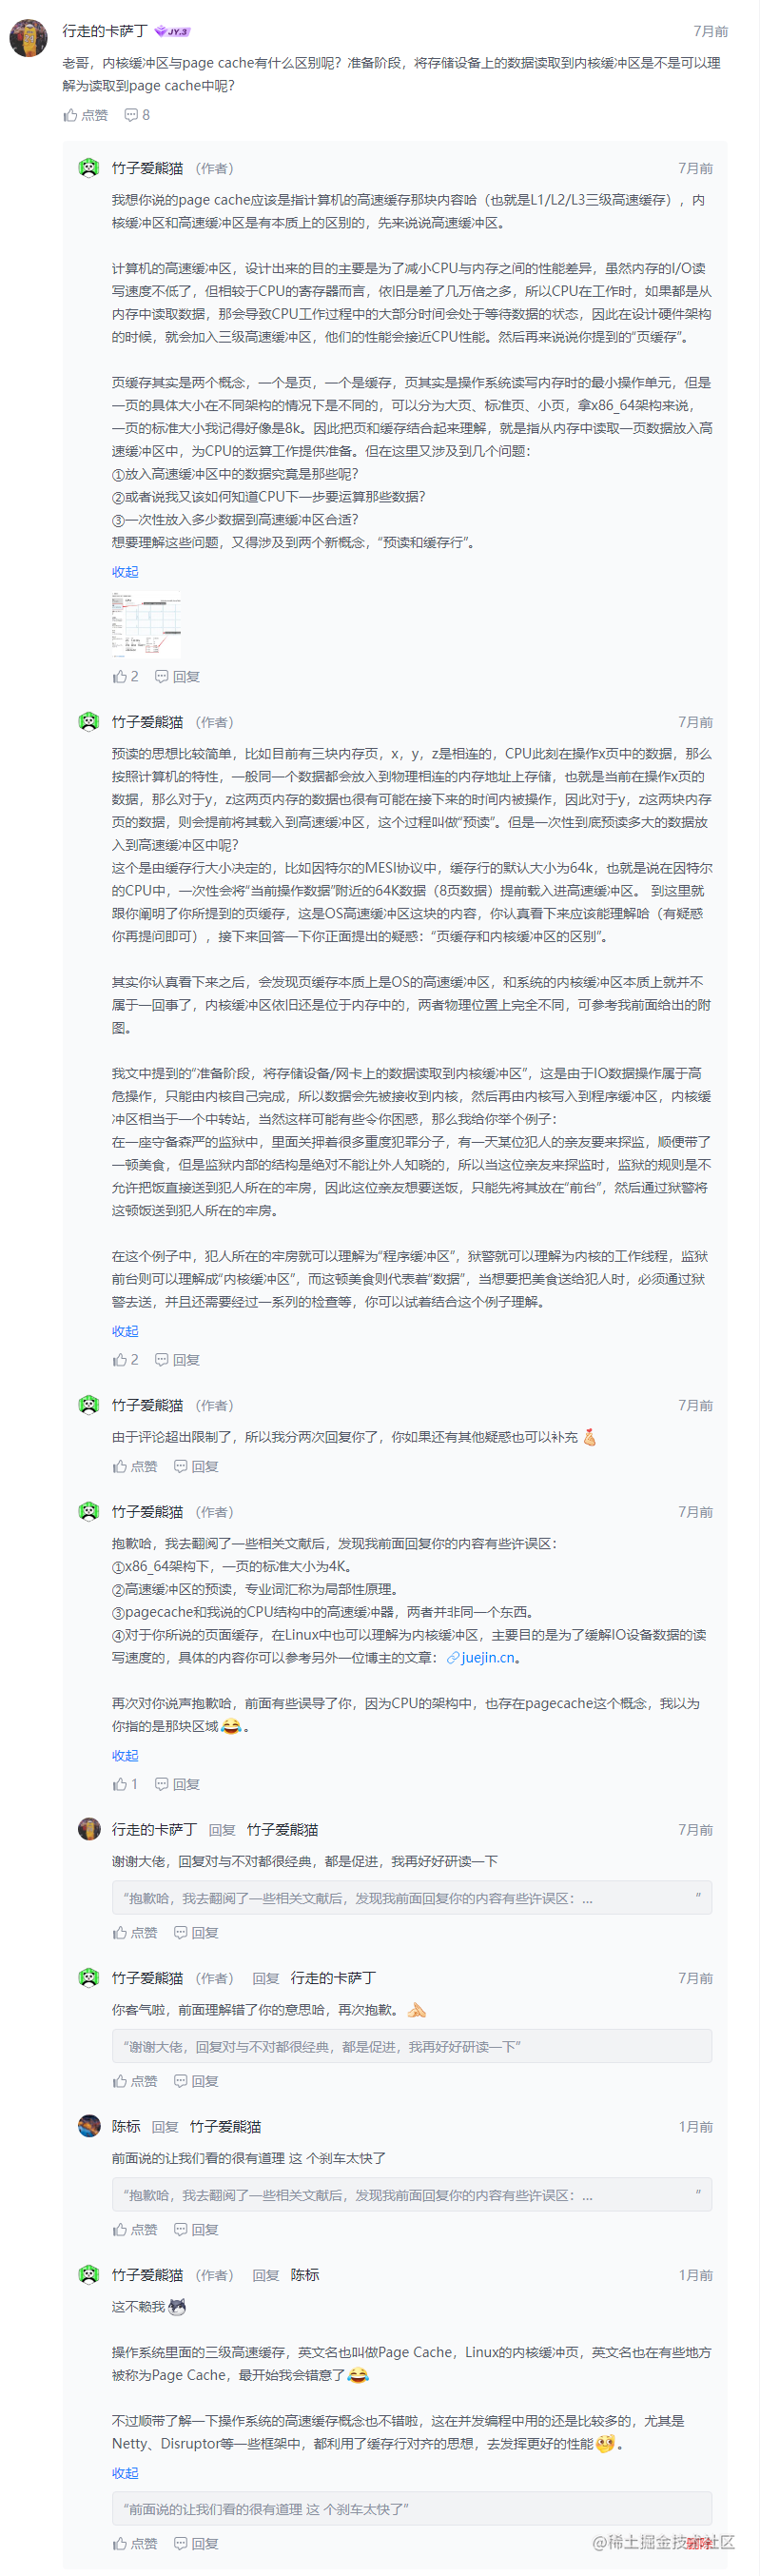 行走的卡萨丁 JY.3 7月前
老哥，内核缓冲区与page cache有什么区别呢？准备阶段，将存储设备上的数据读取到内核缓冲区是不是可以理
解为读取到page cache中呢？
点赞 8
竹子爱熊猫 （作者） 7月前
我想你说的page cache应该是指计算机的高速缓存那块内容哈（也就是L1/L2/L3三级高速缓存），内
核缓冲区和高速缓冲区是有本质上的区别的，先来说说高速缓冲区。
计算机的高速缓冲区，设计出来的目的主要是为了减小CPU与内存之间的性能差异，虽然内存的I/O读
写速度不低了，但相较于CPU的寄存器而言，依旧是差了几万倍之多，所以CPU在工作时，如果都是从
内存中读取数据，那会导致CPU工作过程中的大部分时间会处于等待数据的状态，因此在设计硬件架构
的时候，就会加入三级高速缓冲区，他们的性能会接近CPU性能。然后再来说说你提到的“页缓存”。
页缓存其实是两个概念，一个是页，一个是缓存，页其实是操作系统读写内存时的最小操作单元，但是
一页的具体大小在不同架构的情况下是不同的，可以分为大页、标准页、小页，拿x86_64架构来说，
一页的标准大小我记得好像是8k。因此把页和缓存结合起来理解，就是指从内存中读取一页数据放入高
速缓冲区中，为CPU的运算工作提供准备。但在这里又涉及到几个问题：
①放入高速缓冲区中的数据究竟是那些呢？
②或者说我又该如何知道CPU下一步要运算那些数据？
③一次性放入多少数据到高速缓冲区合适？
想要理解这些问题，又得涉及到两个新概念，“预读和缓存行”。
收起
2 回复
竹子爱熊猫 （作者） 7月前
预读的思想比较简单，比如目前有三块内存页，x，y，z是相连的，CPU此刻在操作x页中的数据，那么
按照计算机的特性，一般同一个数据都会放入到物理相连的内存地址上存储，也就是当前在操作x页的
数据，那么对于y，z这两页内存的数据也很有可能在接下来的时间内被操作，因此对于y，z这两块内存
页的数据，则会提前将其载入到高速缓冲区，这个过程叫做“预读”。但是一次性到底预读多大的数据放
入到高速缓冲区中呢？
这个是由缓存行大小决定的，比如因特尔的MESI协议中，缓存行的默认大小为64k，也就是说在因特尔
的CPU中，一次性会将“当前操作数据”附近的64K数据（8页数据）提前载入进高速缓冲区。 到这里就
跟你阐明了你所提到的页缓存，这是OS高速缓冲区这块的内容，你认真看下来应该能理解哈（有疑惑
你再提问即可），接下来回答一下你正面提出的疑惑：“页缓存和内核缓冲区的区别”。
其实你认真看下来之后，会发现页缓存本质上是OS的高速缓冲区，和系统的内核缓冲区本质上就并不
属于一回事了，内核缓冲区依旧还是位于内存中的，两者物理位置上完全不同，可参考我前面给出的附
图。
我文中提到的“准备阶段，将存储设备/网卡上的数据读取到内核缓冲区”，这是由于IO数据操作属于高
危操作，只能由内核自己完成，所以数据会先被接收到内核，然后再由内核写入到程序缓冲区，内核缓
冲区相当于一个中转站，当然这样可能有些令你困惑，那么我给你举个例子：
在一座守备森严的监狱中，里面关押着很多重度犯罪分子，有一天某位犯人的亲友要来探监，顺便带了
一顿美食，但是监狱内部的结构是绝对不能让外人知晓的，所以当这位亲友来探监时，监狱的规则是不
允许把饭直接送到犯人所在的牢房，因此这位亲友想要送饭，只能先将其放在“前台”，然后通过狱警将
这顿饭送到犯人所在的牢房。
在这个例子中，犯人所在的牢房就可以理解为“程序缓冲区”，狱警就可以理解为内核的工作线程，监狱
前台则可以理解成“内核缓冲区”，而这顿美食则代表着“数据”，当想要把美食送给犯人时，必须通过狱
警去送，并且还需要经过一系列的检查等，你可以试着结合这个例子理解。
收起
2 回复
竹子爱熊猫 （作者） 7月前
由于评论超出限制了，所以我分两次回复你了，你如果还有其他疑惑也可以补充
点赞 回复
竹子爱熊猫 （作者） 7月前
抱歉哈，我去翻阅了一些相关文献后，发现我前面回复你的内容有些许误区：
①x86_64架构下，一页的标准大小为4K。
②高速缓冲区的预读，专业词汇称为局部性原理。
③pagecache和我说的CPU结构中的高速缓冲器，两者并非同一个东西。
④对于你所说的页面缓存，在Linux中也可以理解为内核缓冲区，主要目的是为了缓解IO设备数据的读
写速度的，具体的内容你可以参考另外一位博主的文章：juejin.cn。
再次对你说声抱歉哈，前面有些误导了你，因为CPU的架构中，也存在pagecache这个概念，我以为
你指的是那块区域😂。
收起
1 回复
行走的卡萨丁 回复 竹子爱熊猫 7月前
谢谢大佬，回复对与不对都很经典，都是促进，我再好好研读一下
“抱歉哈，我去翻阅了一些相关文献后，发现我前面回复你的内容有些许误区：... ”
点赞 回复
竹子爱熊猫 （作者） 回复 行走的卡萨丁 7月前
你客气啦，前面理解错了你的意思哈，再次抱歉。
“谢谢大佬，回复对与不对都很经典，都是促进，我再好好研读一下”
点赞 回复
陈标 回复 竹子爱熊猫 1月前
前面说的让我们看的很有道理 这 个刹车太快了
“抱歉哈，我去翻阅了一些相关文献后，发现我前面回复你的内容有些许误区：... ”
点赞 回复
竹子爱熊猫 （作者） 回复 陈标 1月前
这不赖我
操作系统里面的三级高速缓存，英文名也叫做Page Cache，Linux的内核缓冲页，英文名也在有些地方
被称为Page Cache，最开始我会错意了😂
不过顺带了解一下操作系统的高速缓存概念也不错啦，这在并发编程中用的还是比较多的，尤其是
Netty、Disruptor等一些框架中，都利用了缓存行对齐的思想，去发挥更好的性能。
收起
“前面说的让我们看的很有道理 这 个刹车太快了”
点赞 回复 删除
@稀土掘金技术社区